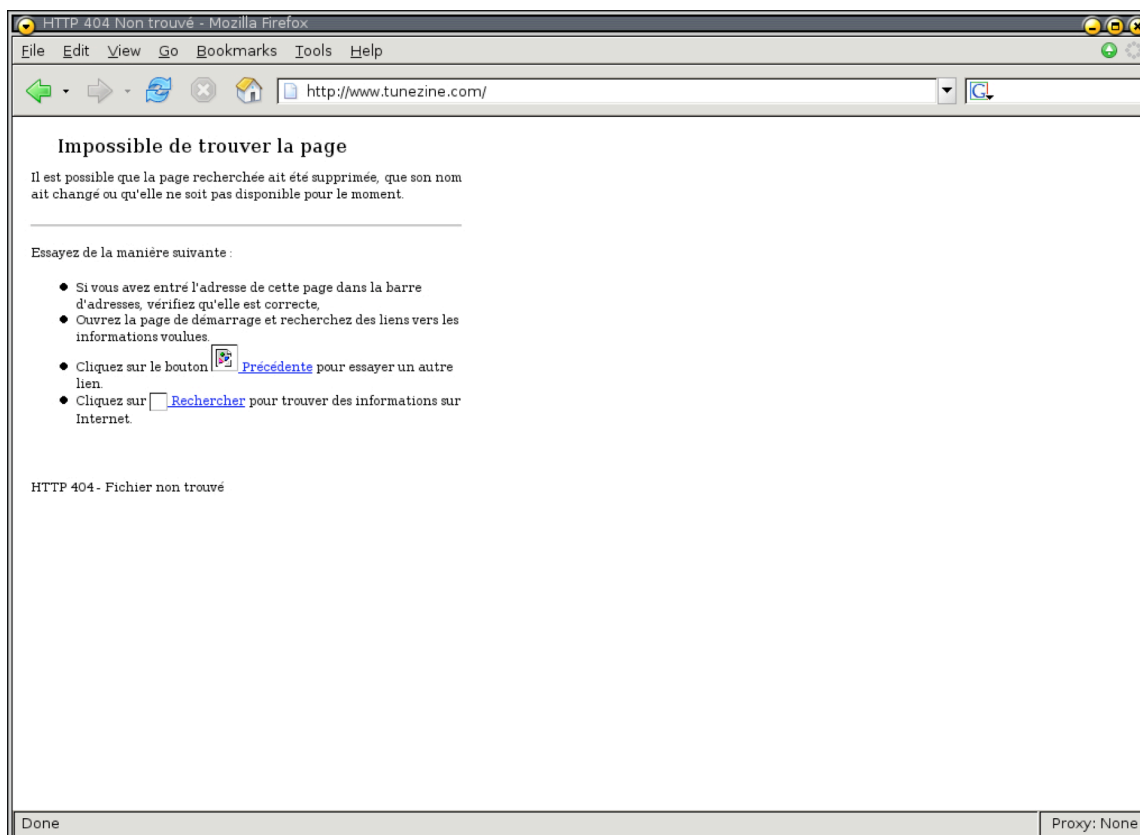 HTTP 404 Non trouvé - Mozilla Firefox
File Edit View Go Bookmarks Tools Help
http://www.tunezine.com/
G
Impossible de trouver la page
Il est possible que la page recherchée ait été supprimée, que son nom
ait changé ou qu'elle ne soit pas disponible pour le moment.
Essayez de la manière suivante :
Si vous avez entré l'adresse de cette page dans la barre
d'adresses, vérifiez qu'elle est correcte,
Ouvrez la page de démarrage et recherchez des liens vers les
informations voulues.
Cliquez sur le bouton Précédente pour essayer un autre
lien.
Cliquez sur Rechercher pour trouver des informations sur
Internet.
HTTP 404 - Fichier non trouvé
Done
Proxy: None